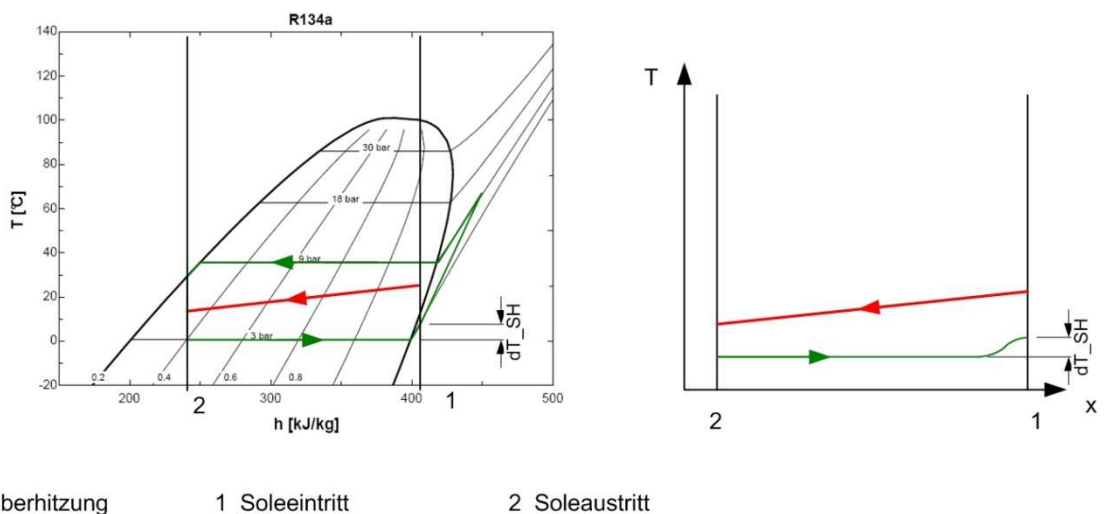 R134a
T [°C]
140
120
100
80
60
40
20
0
-20
30 bar
18 bar
9 bar
3 bar
0.2
0.4
0.6
0.8
dT_SH
200
300
400
500
2
1
h [kJ/kg]
T
dT_SH
x
2
1
berhitzung
1 Soleeintritt
2 Soleaustritt